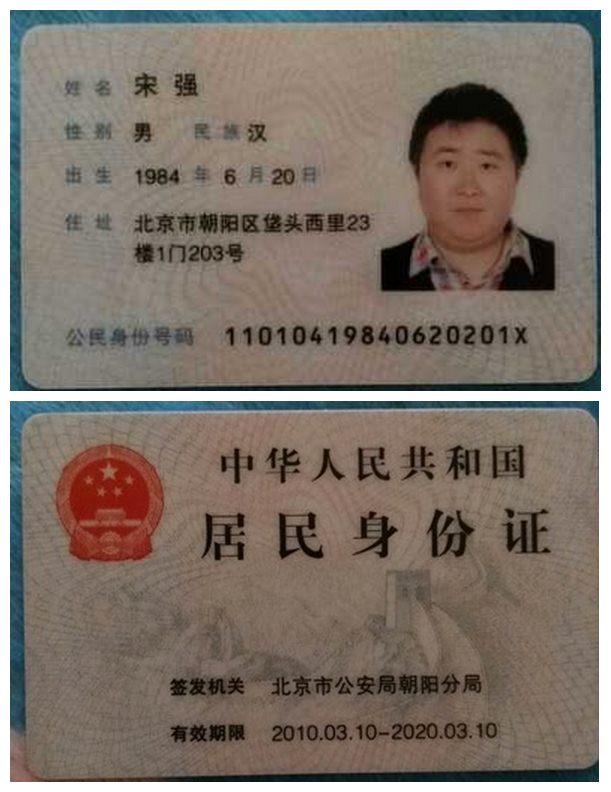 姓名 宋强
性别 男 民族 汉
出生 1984 年 6 月 20 日
住址 北京市朝阳区垡头西里23
楼1门203号
公民身份号码 11010419840620201X
中华人民共和国
居民身份证
签发机关 北京市公安局朝阳分局
有效期限 2010.03.10-2020.03.10